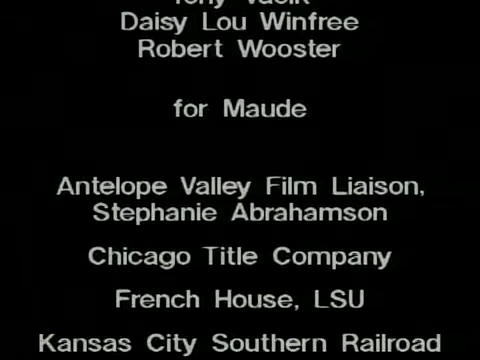 Daisy Lou Winfree
Robert Wooster
for Maude
Antelope Valley Film Liaison,
Stephanie Abrahamson
Chicago Title Company
French House, LSU
Kansas City Southern Railroad